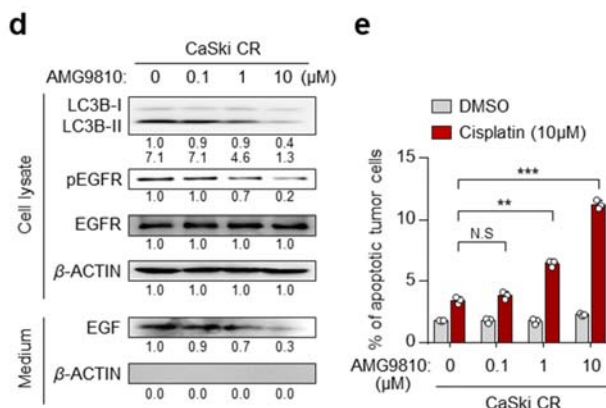 d
CaSki CR
AMG9810: 0 0.1 1 10 (μM)
Cell lysate
LC3B-I
LC3B-II
1.0 0.9 0.9 0.4
7.1 7.1 4.6 1.3
pEGFR
1.0 1.0 0.7 0.2
EGFR
1.0 1.0 1.0 1.0
β-ACTIN
1.0 1.0 1.0 1.0
Medium
EGF
1.0 0.9 0.7 0.3
β-ACTIN
0.0 0.0 0.0 0.0
e
DMSO
Cisplatin (10μM)
% of apoptotic tumor cells
15
10
5
0
***
**
N.S
AMG9810: 0 0.1 1 10
(μM)
CaSki CR